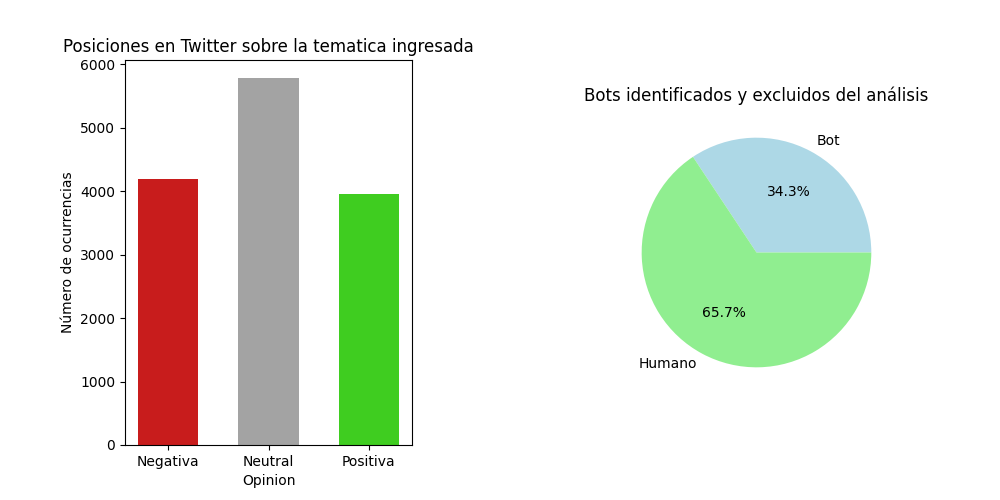 Posiciones en Twitter sobre la tematica ingresada
Número de ocurrencias
6000
5000
4000
3000
2000
1000
0
Negativa
Neutral
Positiva
Opinion
Bots identificados y excluidos del análisis
Bot
34.3%
65.7%
Humano